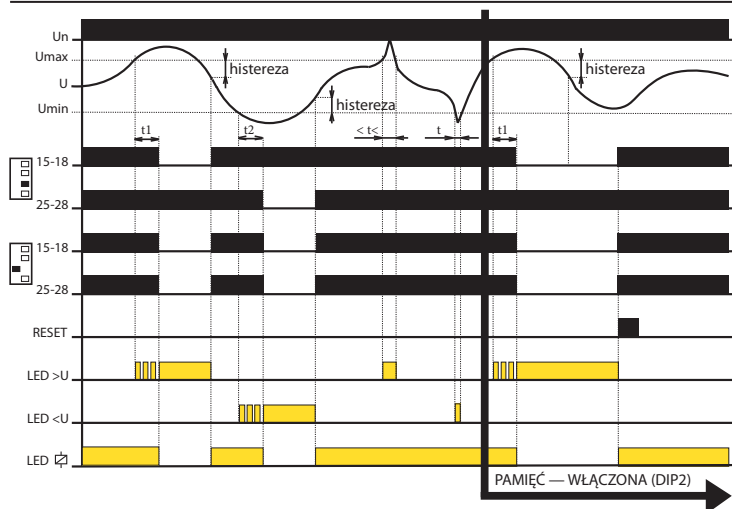 Un
Umax
histereza
histereza
U
Umin
histereza
t1
t2
< t<
t
t1
15-18
25-28
15-18
25-28
RESET
LED >U
LED <U
LED
PAMIĘĆ — WŁĄCZONA (DIP2)